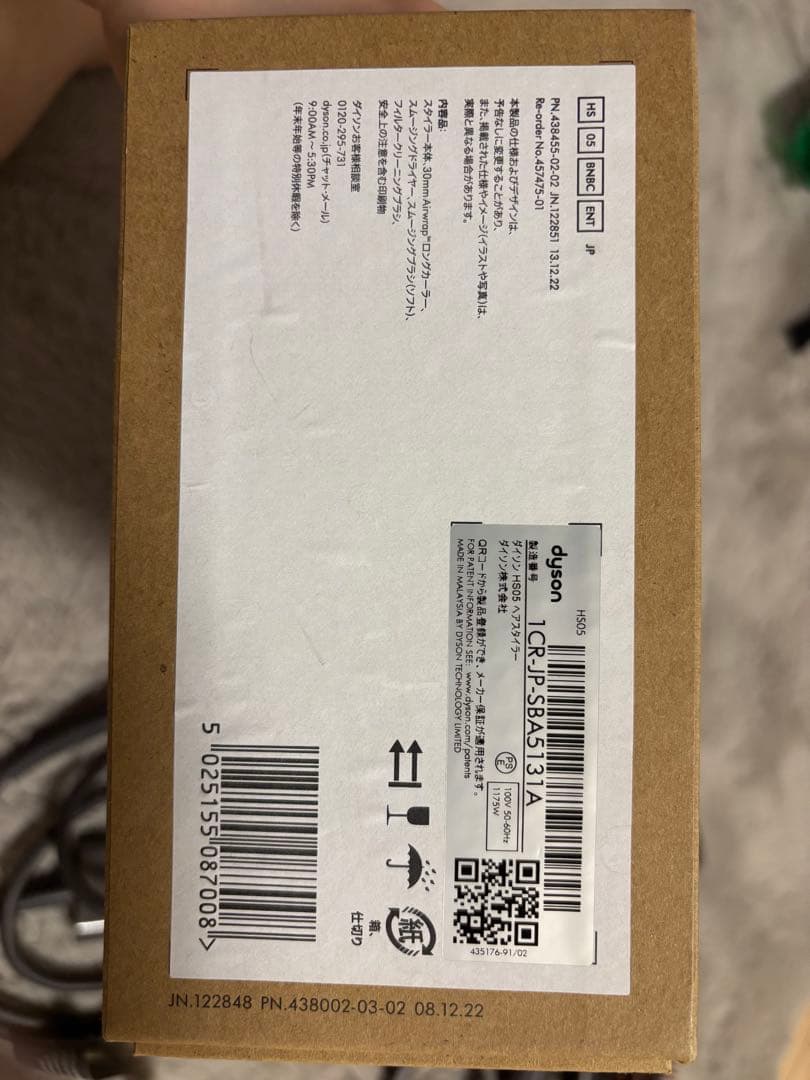 HS 05 BNBC ENT JP
PN.438455-02-02 JN.122851 13.12.22
Re-order No.457475-01
本製品の仕様およびデザインは、
予告なしに変更することがあり、
また、掲載された仕様やイメージ(イラストや写真)は、
実際と異なる場合があります。
内容品:
スタイラー本体、30mm Airwrap™ロングカーラー、
スムージングドライヤー、スムージングブラシ(ソフト)、
フィルタークリーニングブラシ、
安全上の注意を含む印刷物
ダイソンお客様相談室
0120-295-731
dyson.co.jp(チャット・メール)
9:00AM～5:30PM
(年末年始等の特別休暇を除く)
HS05
dyson
製造番号 1CR-JP-SBA5131A
ダイソン HS05 ヘアスタイラー
ダイソン株式会社
PSE
100V 50-60Hz
1175W
QRコードから製品登録ができ、メーカー保証が適用されます。
FOR PATENT INFORMATION SEE: www.dyson.com/patents
MADE IN MALAYSIA BY DYSON TECHNOLOGY LIMITED
435176-91/02
紙
箱、
仕切り
5 025155 087008 >
JN.122848 PN.438002-03-02 08.12.22